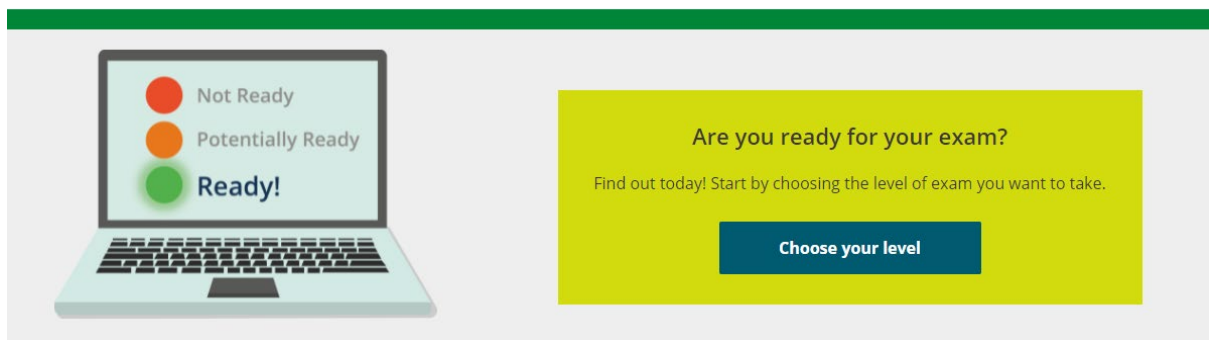 Not Ready
Potentially Ready
Ready!
Are you ready for your exam?
Find out today! Start by choosing the level of exam you want to take.
Choose your level